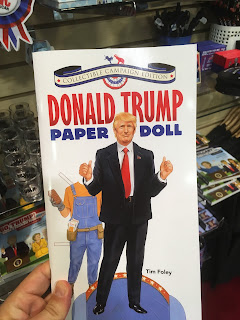 COLLECTIBLE CAMPAIGN EDITION
DONALD TRUMP
PAPER DOLL
Tim Foley